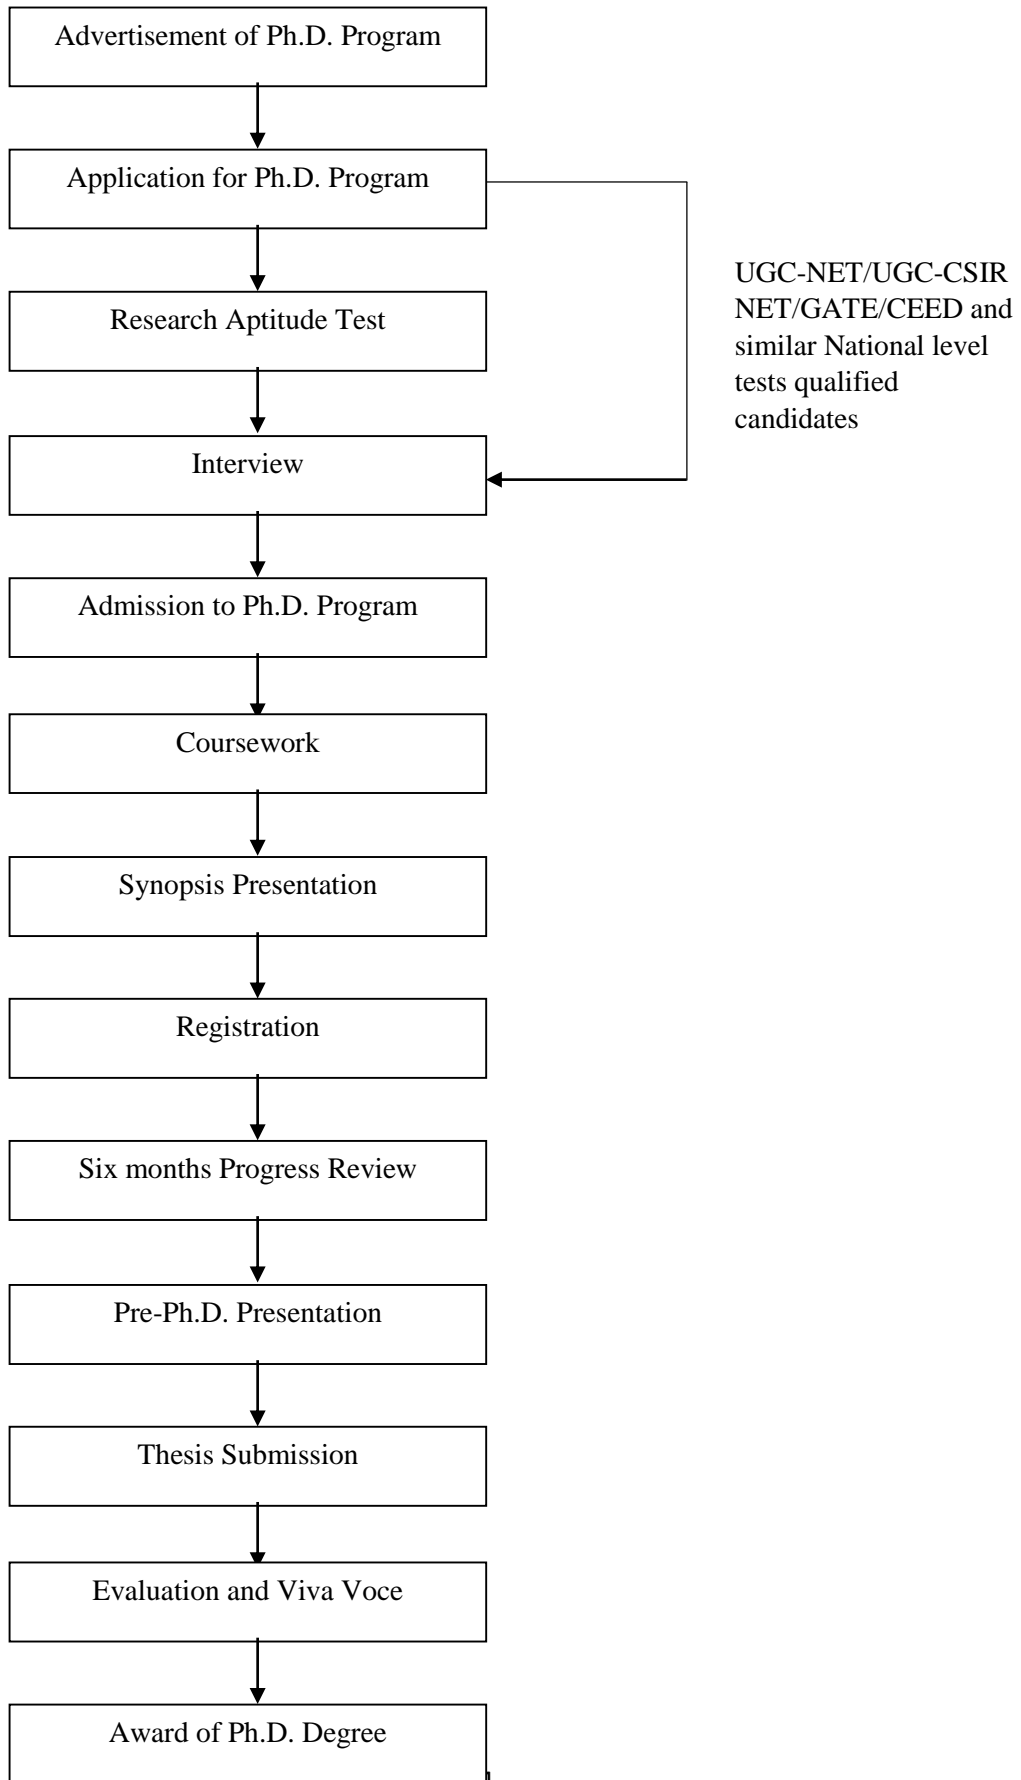 Advertisement of Ph.D. Program
Application for Ph.D. Program
UGC-NET/UGC-CSIR
NET/GATE/CEED and
similar National level
tests qualified
candidates
Research Aptitude Test
Interview
Admission to Ph.D. Program
Coursework
Synopsis Presentation
Registration
Six months Progress Review
Pre-Ph.D. Presentation
Thesis Submission
Evaluation and Viva Voce
Award of Ph.D. Degree